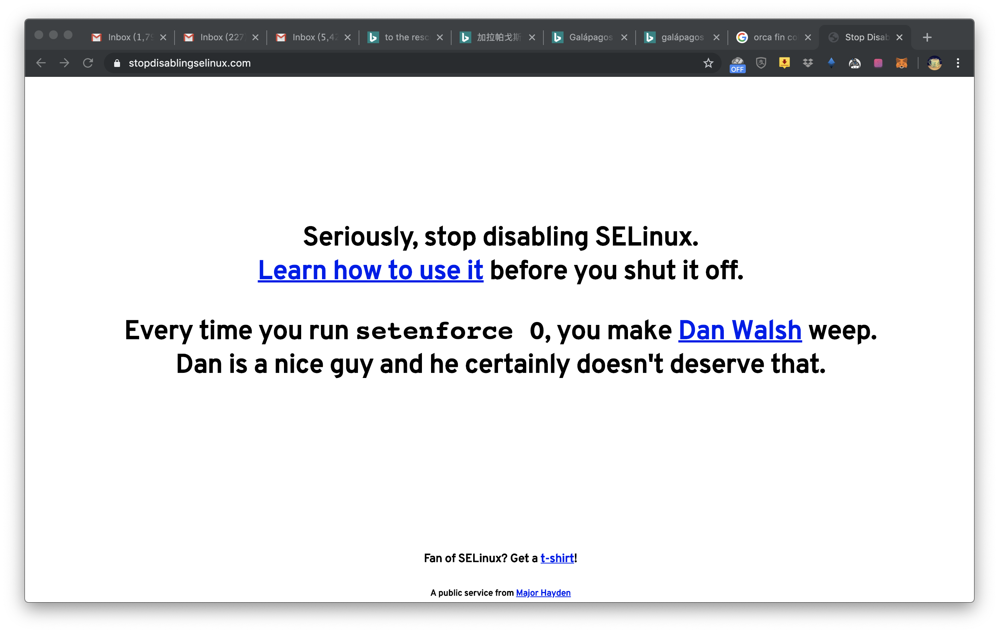 Inbox (1,79
Inbox (227)
Inbox (5,42
to the resc
加拉帕戈斯
Galápagos
galápagos
orca fin co
Stop Disab
stopdisablingselinux.com
OFF
Seriously, stop disabling SELinux.
Learn how to use it before you shut it off.
Every time you run setenforce 0, you make Dan Walsh weep.
Dan is a nice guy and he certainly doesn't deserve that.
Fan of SELinux? Get a t-shirt!
A public service from Major Hayden